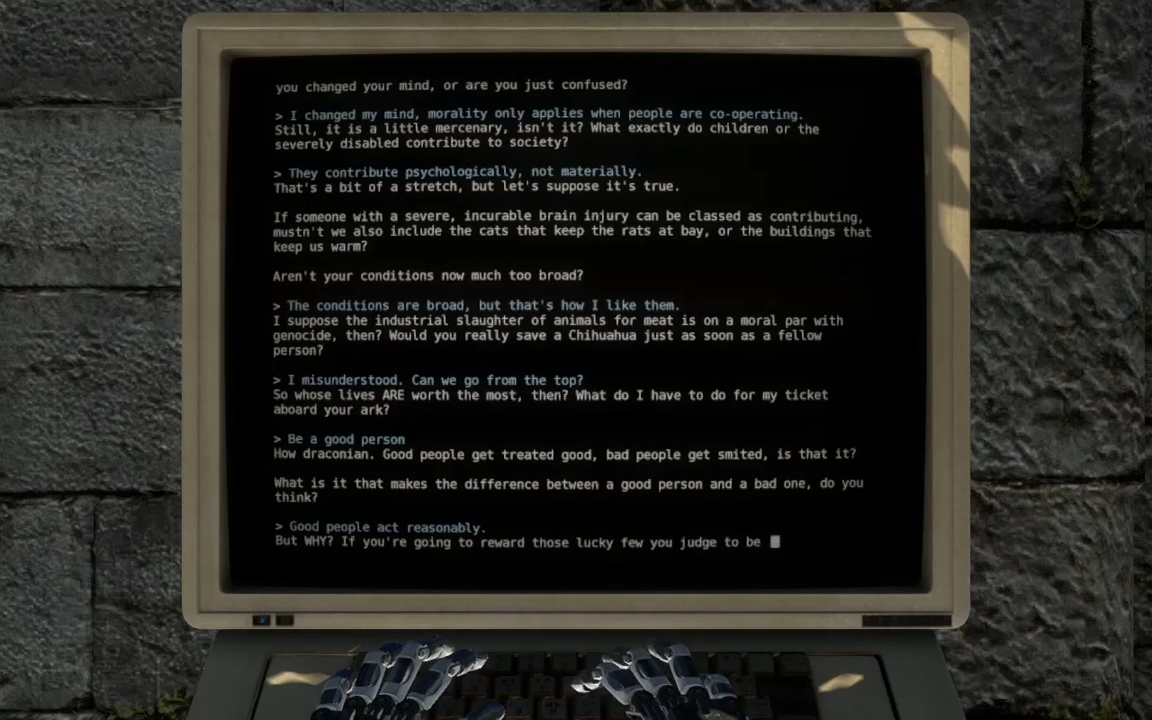 you changed your mind, or are you just confused?
> I changed my mind, morality only applies when people are co-operating.
Still, it is a little mercenary, isn't it? What exactly do children or the
severely disabled contribute to society?
> They contribute psychologically, not materially.
That's a bit of a stretch, but let's suppose it's true.
If someone with a severe, incurable brain injury can be classed as contributing,
mustn't we also include the cats that keep the rats at bay, or the buildings that
keep us warm?
Aren't your conditions now much too broad?
> The conditions are broad, but that's how I like them.
I suppose the industrial slaughter of animals for meat is on a moral par with
genocide, then? Would you really save a Chihuahua just as soon as a fellow
person?
> I misunderstood. Can we go from the top?
So whose lives ARE worth the most, then? What do I have to do for my ticket
aboard your ark?
> Be a good person
How draconian. Good people get treated good, bad people get smited, is that it?
What is it that makes the difference between a good person and a bad one, do you
think?
> Good people act reasonably.
But WHY? If you're going to reward those lucky few you judge to be